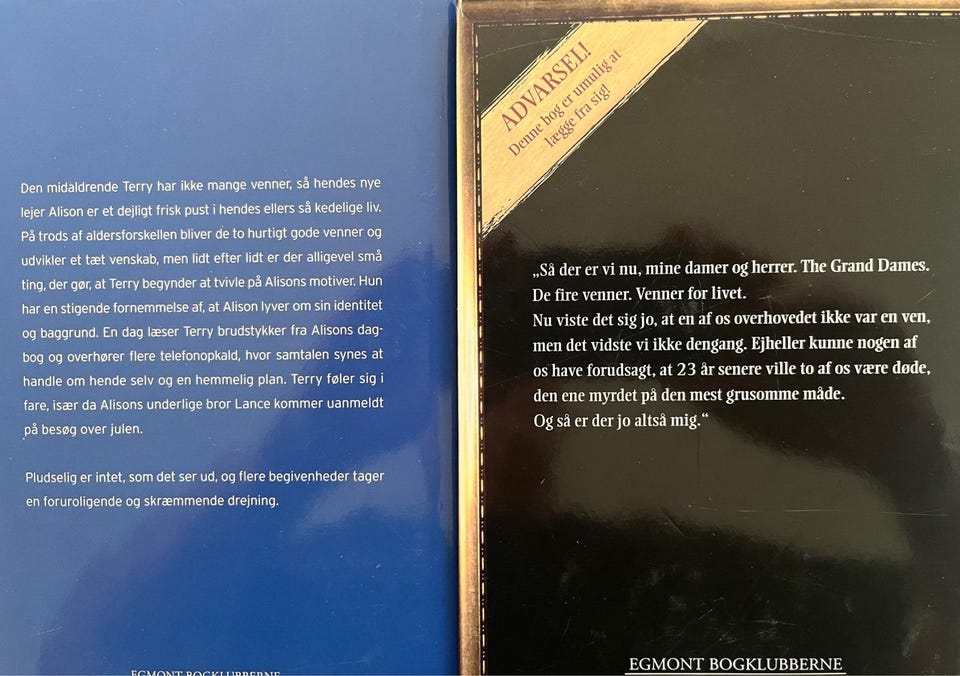 Den midaldrende Terry har ikke mange venner, så hendes nye
lejer Alison er et dejligt frisk pust i hendes ellers så kedelige liv.
På trods af aldersforskellen bliver de to hurtigt gode venner og
udvikler et tæt venskab, men lidt efter lidt er der alligevel små
ting, der gør, at Terry begynder at tvivle på Alisons motiver. Hun
har en stigende fornemmelse af, at Alison lyver om sin identitet
og baggrund. En dag læser Terry brudstykker fra Alisons dag-
bog og overhører flere telefonopkald, hvor samtalen synes at
handle om hende selv og en hemmelig plan. Terry føler sig i
fare, især da Alisons underlige bror Lance kommer uanmeldt
på besøg over julen.
Pludselig er intet, som det ser ud, og flere begivenheder tager
en foruroligende og skræmmende drejning.
EGMONT BOGKLUBBERNE
ADVARSEL!
Denne bog er umulig at
lægge fra sig!
„Så der er vi nu, mine damer og herrer. The Grand Dames.
De fire venner. Venner for livet.
Nu viste det sig jo, at en af os overhovedet ikke var en ven,
men det vidste vi ikke dengang. Ejheller kunne nogen af
os have forudsagt, at 23 år senere ville to af os være døde,
den ene myrdet på den mest grusomme måde.
Og så er der jo altså mig.“
EGMONT BOGKLUBBERNE